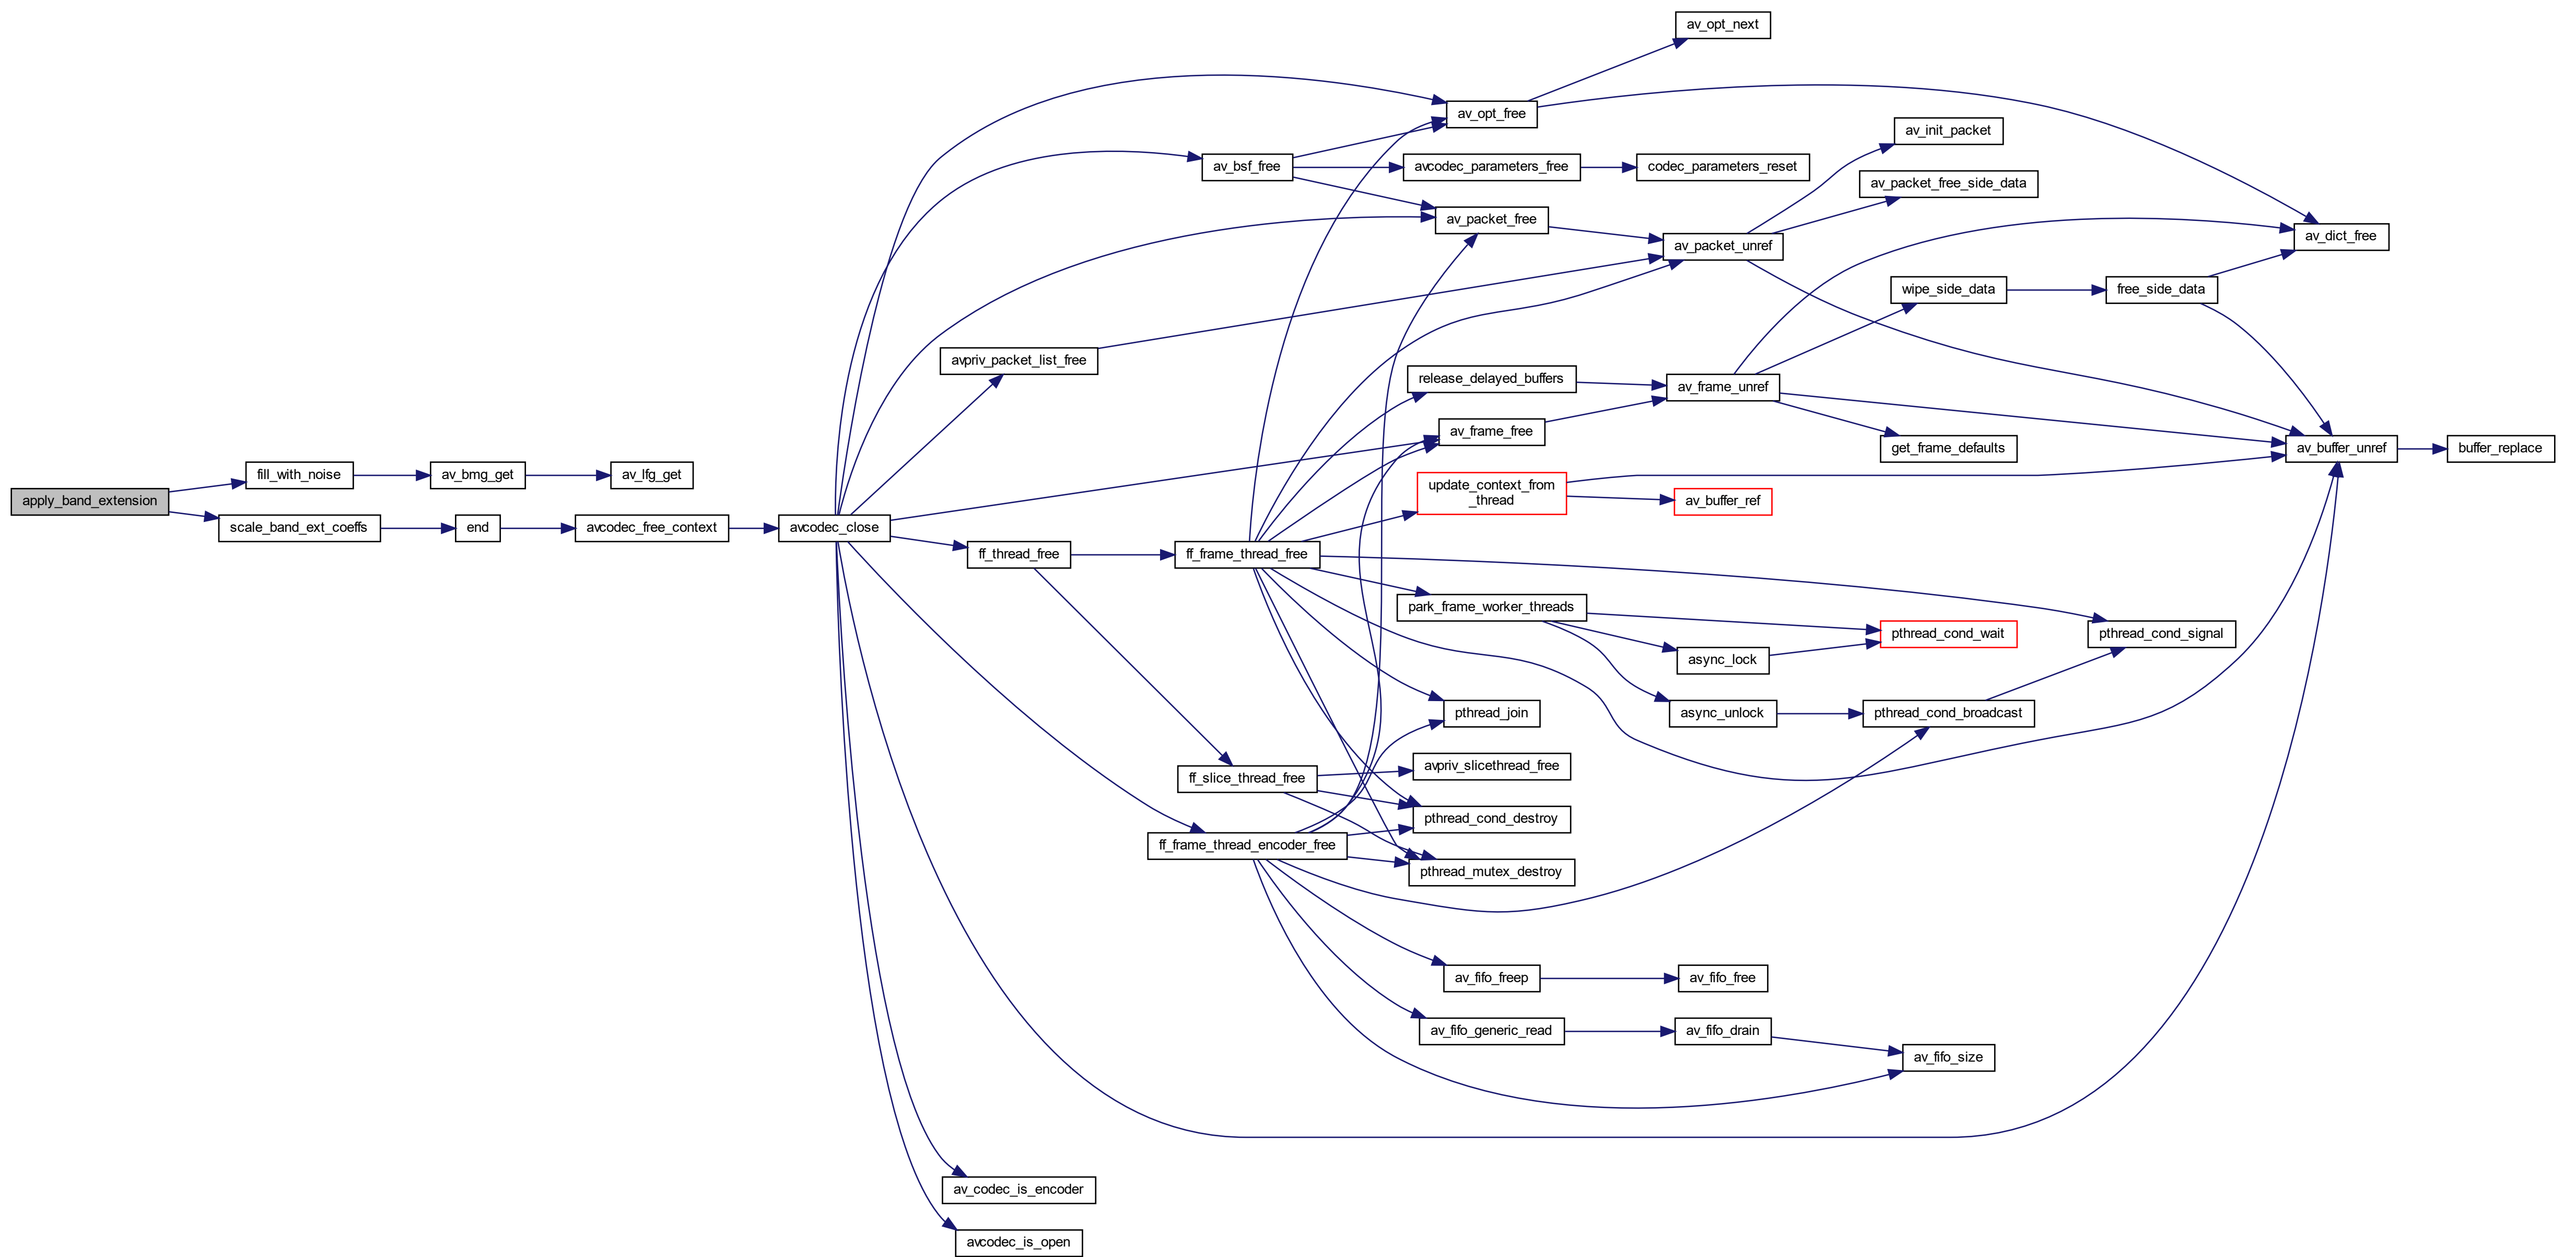 av_opt_next
av_opt_free
av_init_packet
av_bsf_free
avcodec_parameters_free
codec_parameters_reset
av_packet_free_side_data
av_packet_free
av_packet_unref
av_dict_free
wipe_side_data
free_side_data
avpriv_packet_list_free
release_delayed_buffers
av_frame_unref
av_frame_free
get_frame_defaults
av_buffer_unref
buffer_replace
fill_with_noise
av_bmg_get
av_lfg_get
apply_band_extension
update_context_from
_thread
av_buffer_ref
scale_band_ext_coeffs
end
avcodec_free_context
avcodec_close
ff_thread_free
ff_frame_thread_free
park_frame_worker_threads
pthread_cond_wait
pthread_cond_signal
async_lock
pthread_join
async_unlock
pthread_cond_broadcast
ff_slice_thread_free
avpriv_slicethread_free
pthread_cond_destroy
ff_frame_thread_encoder_free
pthread_mutex_destroy
av_fifo_freep
av_fifo_free
av_fifo_generic_read
av_fifo_drain
av_fifo_size
av_codec_is_encoder
avcodec_is_open